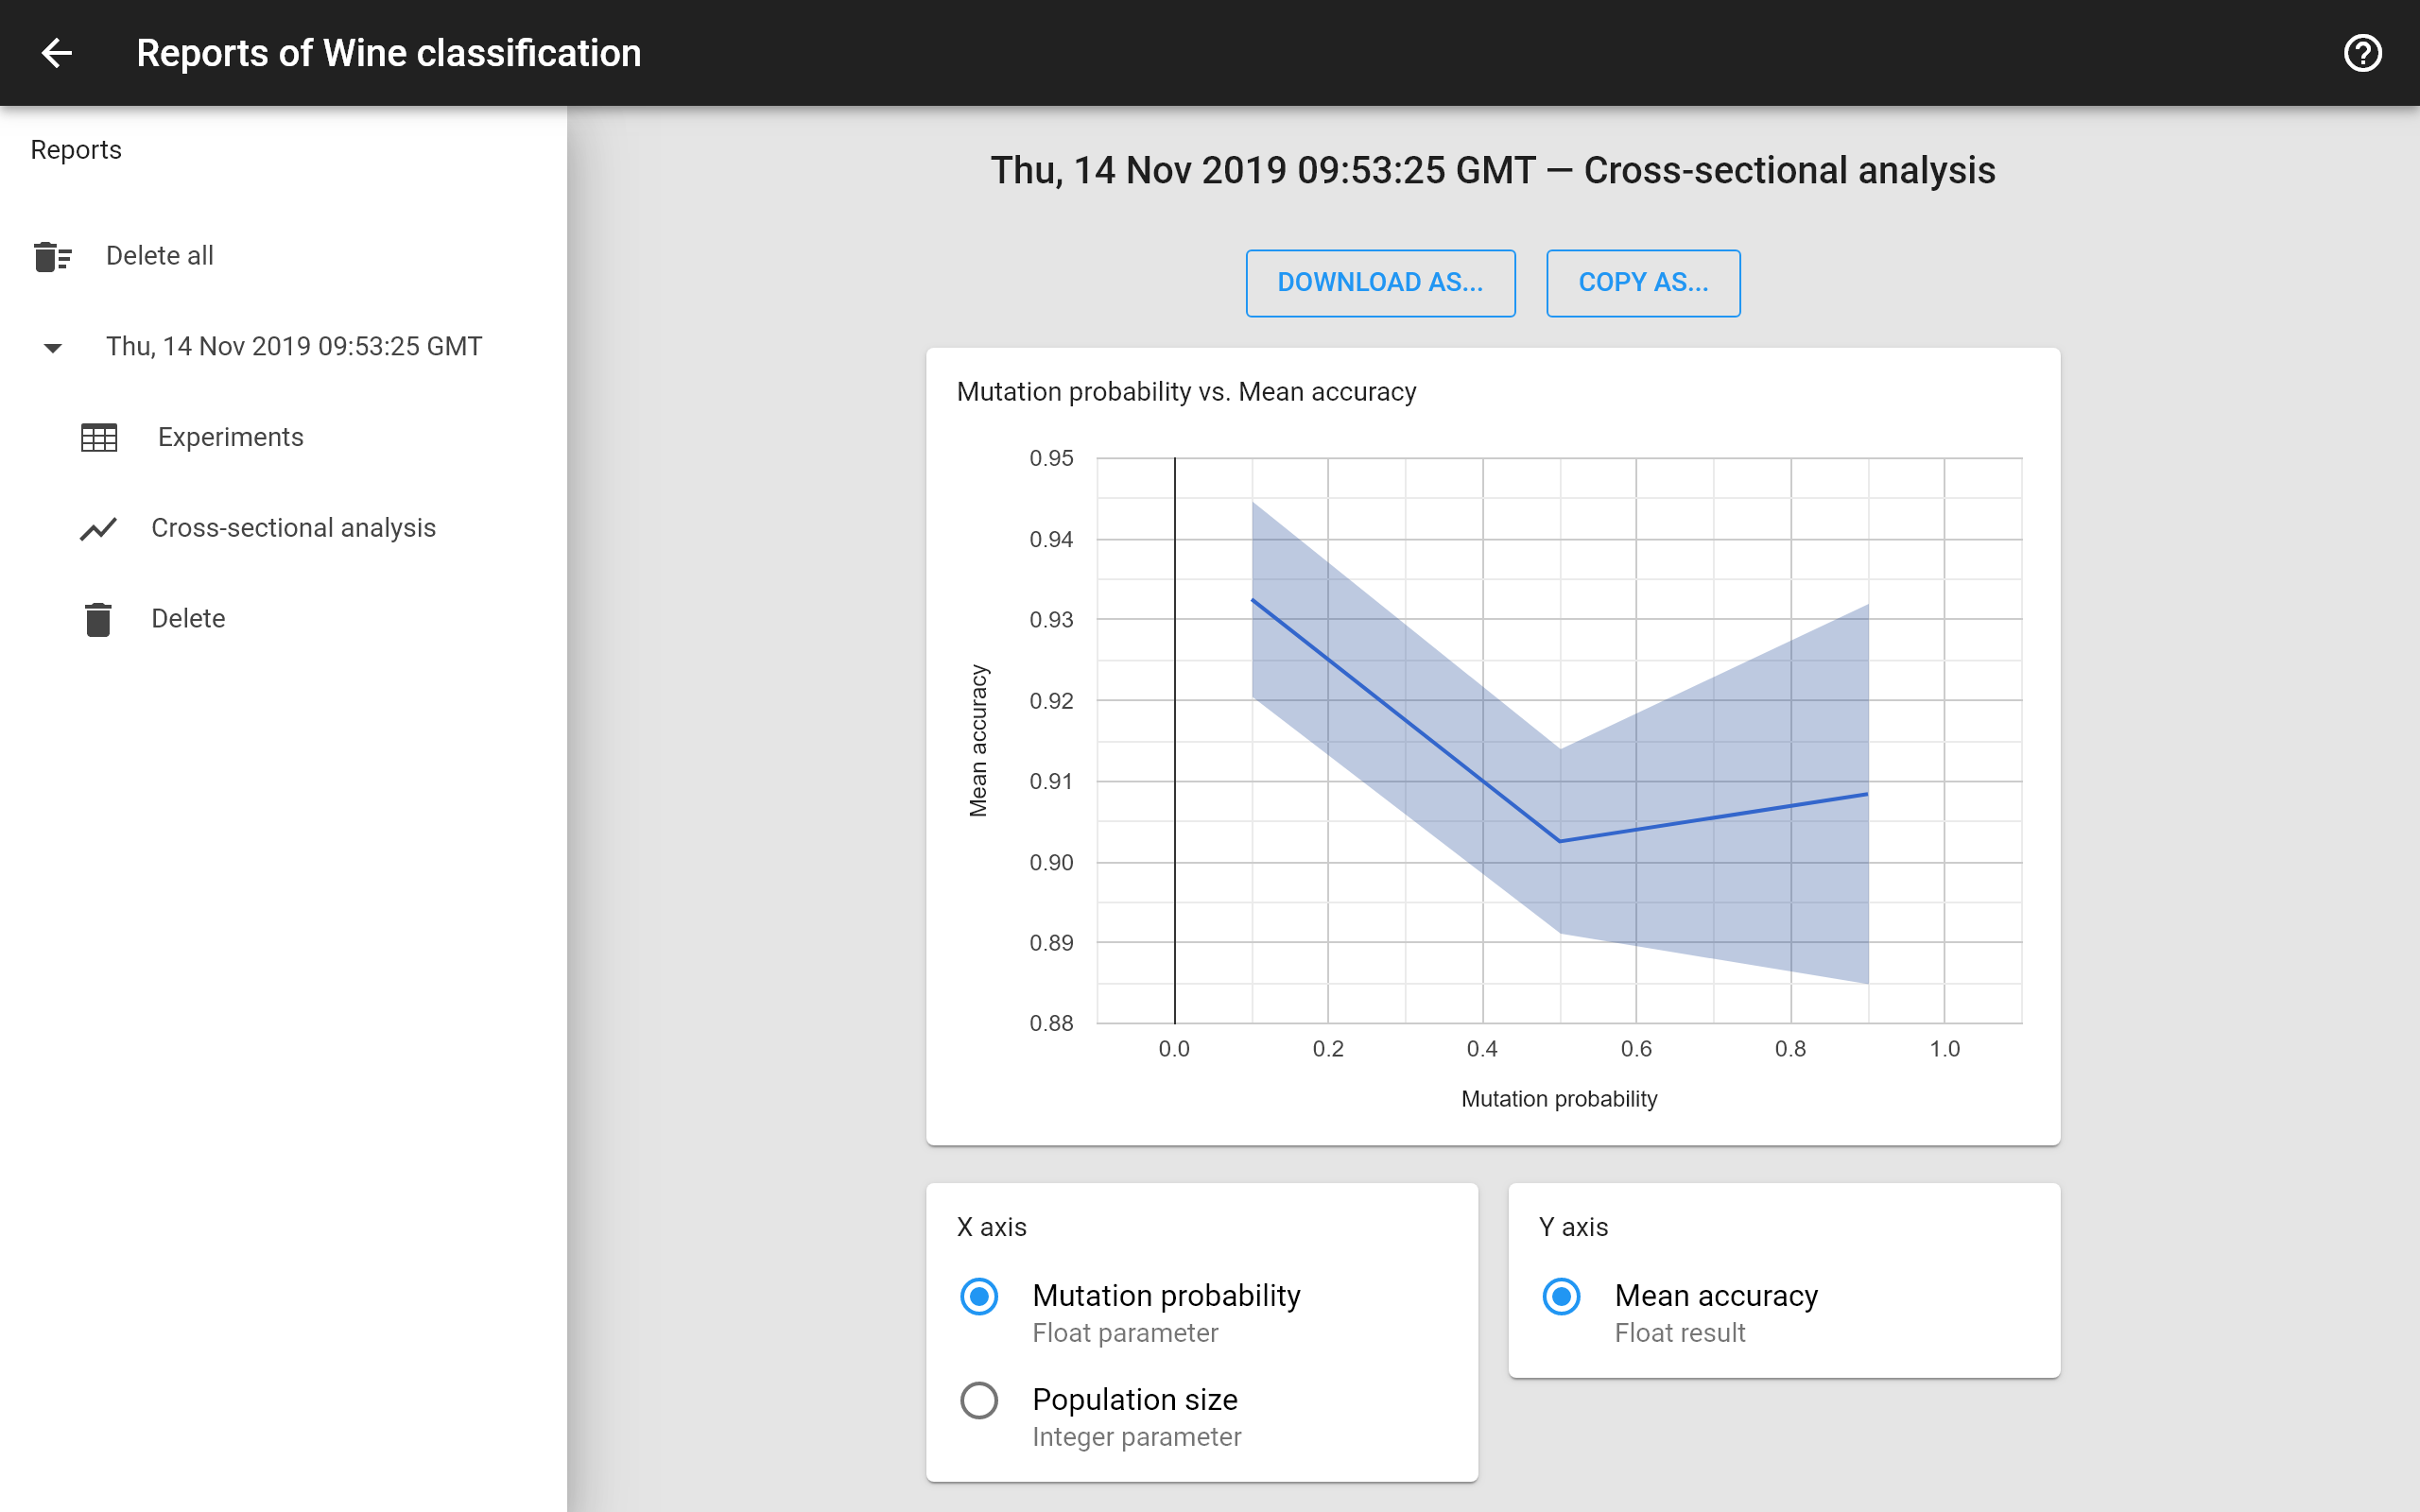 Reports of Wine classification
Reports
Delete all
Thu, 14 Nov 2019 09:53:25 GMT
Experiments
Cross-sectional analysis
Delete
Thu, 14 Nov 2019 09:53:25 GMT — Cross-sectional analysis
DOWNLOAD AS...
COPY AS...
Mutation probability vs. Mean accuracy
Mean accuracy
0.95
0.94
0.93
0.92
0.91
0.90
0.89
0.88
0.0 0.2 0.4 0.6 0.8 1.0
Mutation probability
X axis
Mutation probability
Float parameter
Population size
Integer parameter
Y axis
Mean accuracy
Float result